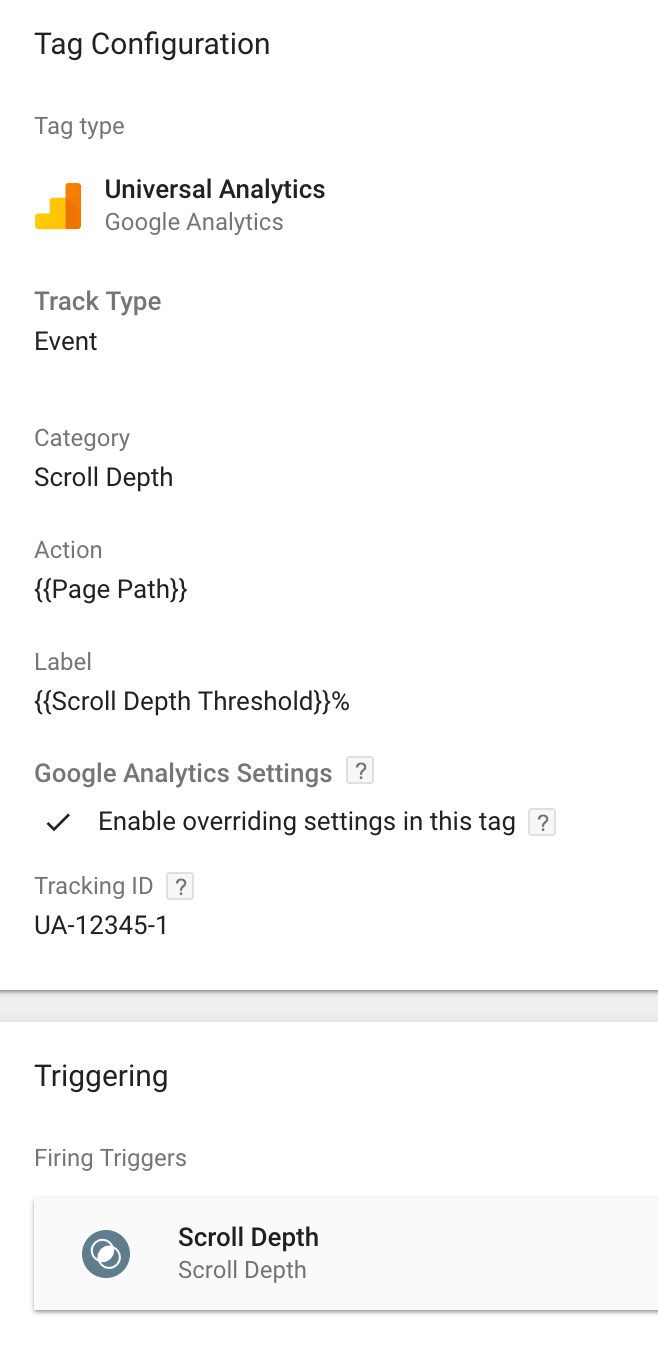 Tag Configuration
Tag type
Universal Analytics
Google Analytics
Track Type
Event
Category
Scroll Depth
Action
{{Page Path}}
Label
{{Scroll Depth Threshold}}%
Google Analytics Settings ?
Enable overriding settings in this tag ?
Tracking ID ?
UA-12345-1
Triggering
Firing Triggers
Scroll Depth
Scroll Depth